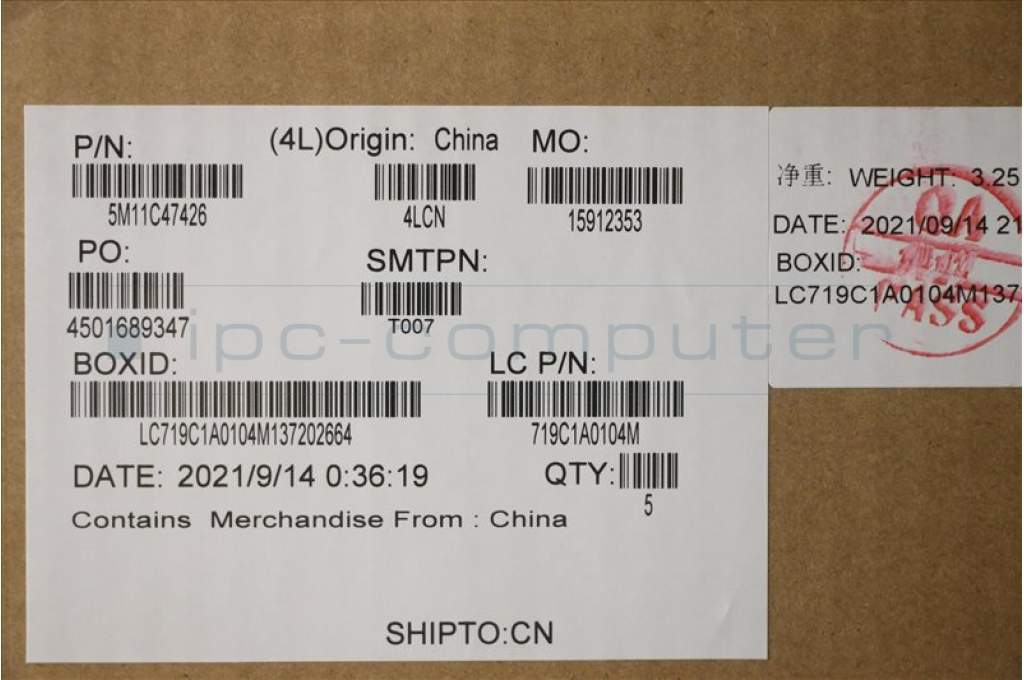 P/N: (4L)Origin: China MO:
5M11C47426 4LCN 15912353
PO: SMTPN:
4501689347 T007
BOXID: LC P/N:
LC719C1A0104M137202664 719C1A0104M
DATE: 2021/9/14 0:36:19 QTY:
5
Contains Merchandise From : China
SHIPTO:CN
净重: WEIGHT: 3.25
DATE: 2021/09/14 21
BOXID:
LC719C1A0104M137
QA
PASS
ipc-computer